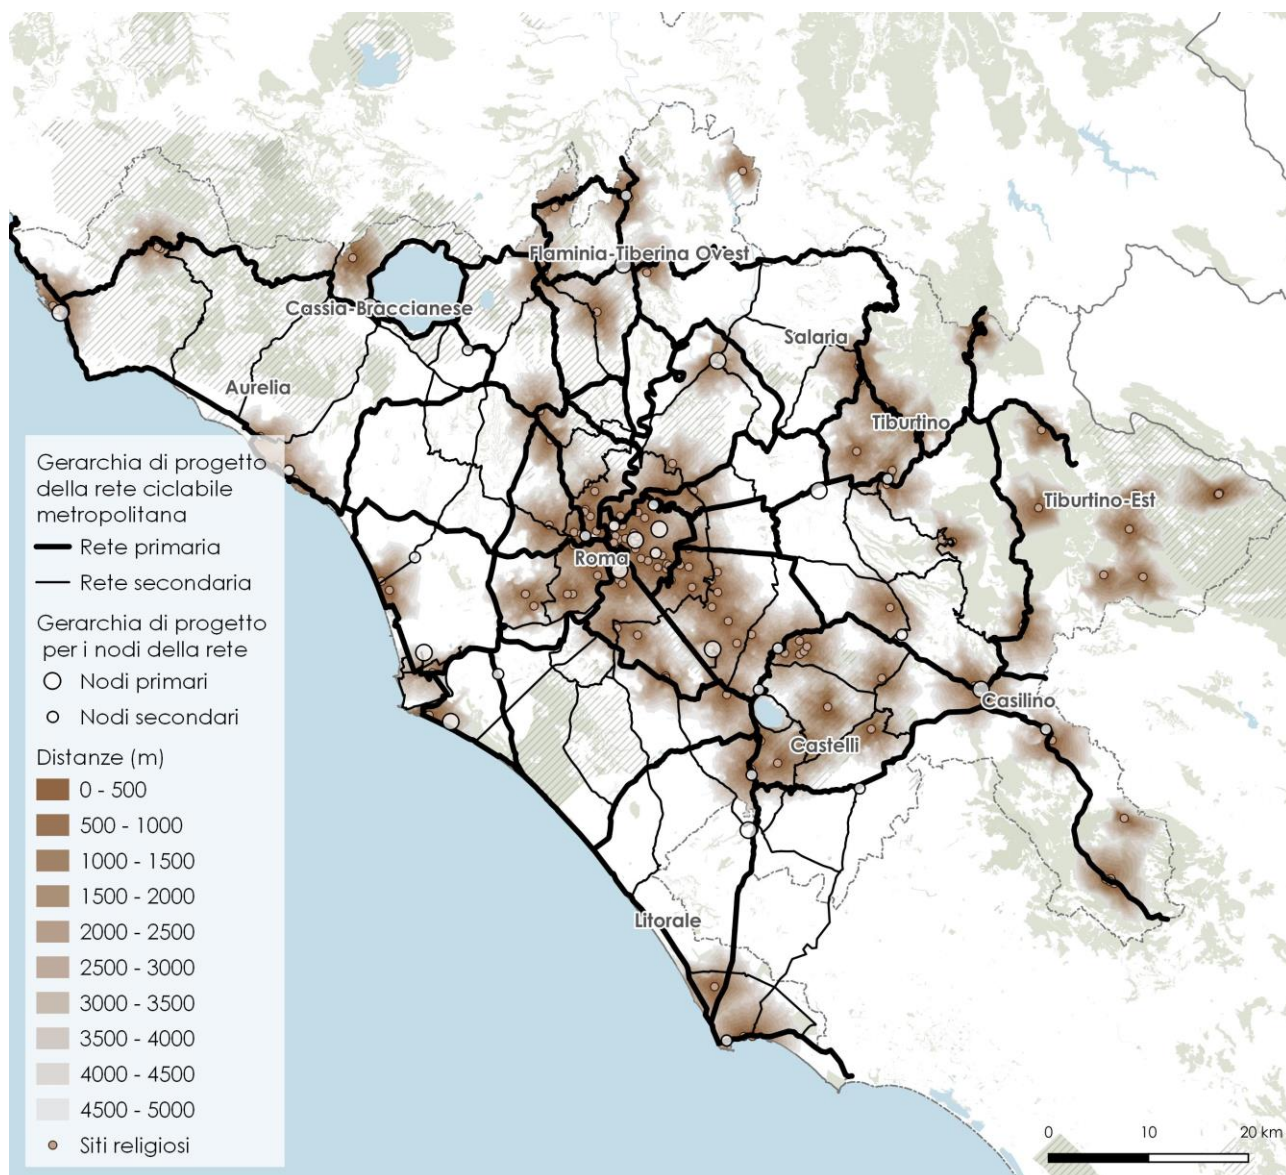 Flaminia-Tiberina Ovest
Cassia-Braccianese
Salaria
Aurelia
Tiburtino
Tiburtino-Est
Roma
Casilino
Castelli
Litorale
Gerarchia di progetto
della rete ciclabile
metropolitana
Rete primaria
Rete secondaria
Gerarchia di progetto
per i nodi della rete
Nodi primari
Nodi secondari
Distanze (m)
0 - 500
500 - 1000
1000 - 1500
1500 - 2000
2000 - 2500
2500 - 3000
3000 - 3500
3500 - 4000
4000 - 4500
4500 - 5000
Siti religiosi
0 10 20 km